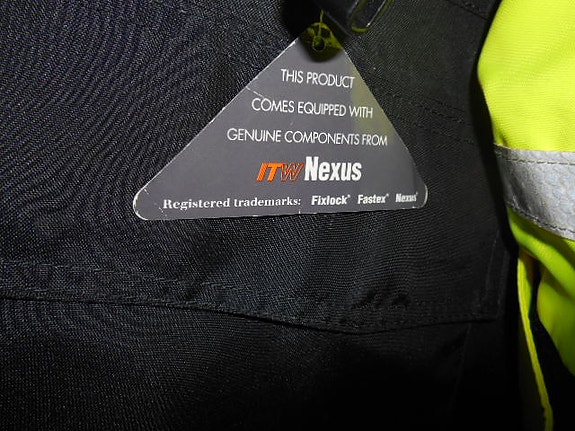 THIS PRODUCT
COMES EQUIPPED WITH
GENUINE COMPONENTS FROM
ITW Nexus
Registered trademarks: Fixlock® Fastex® Nexus®